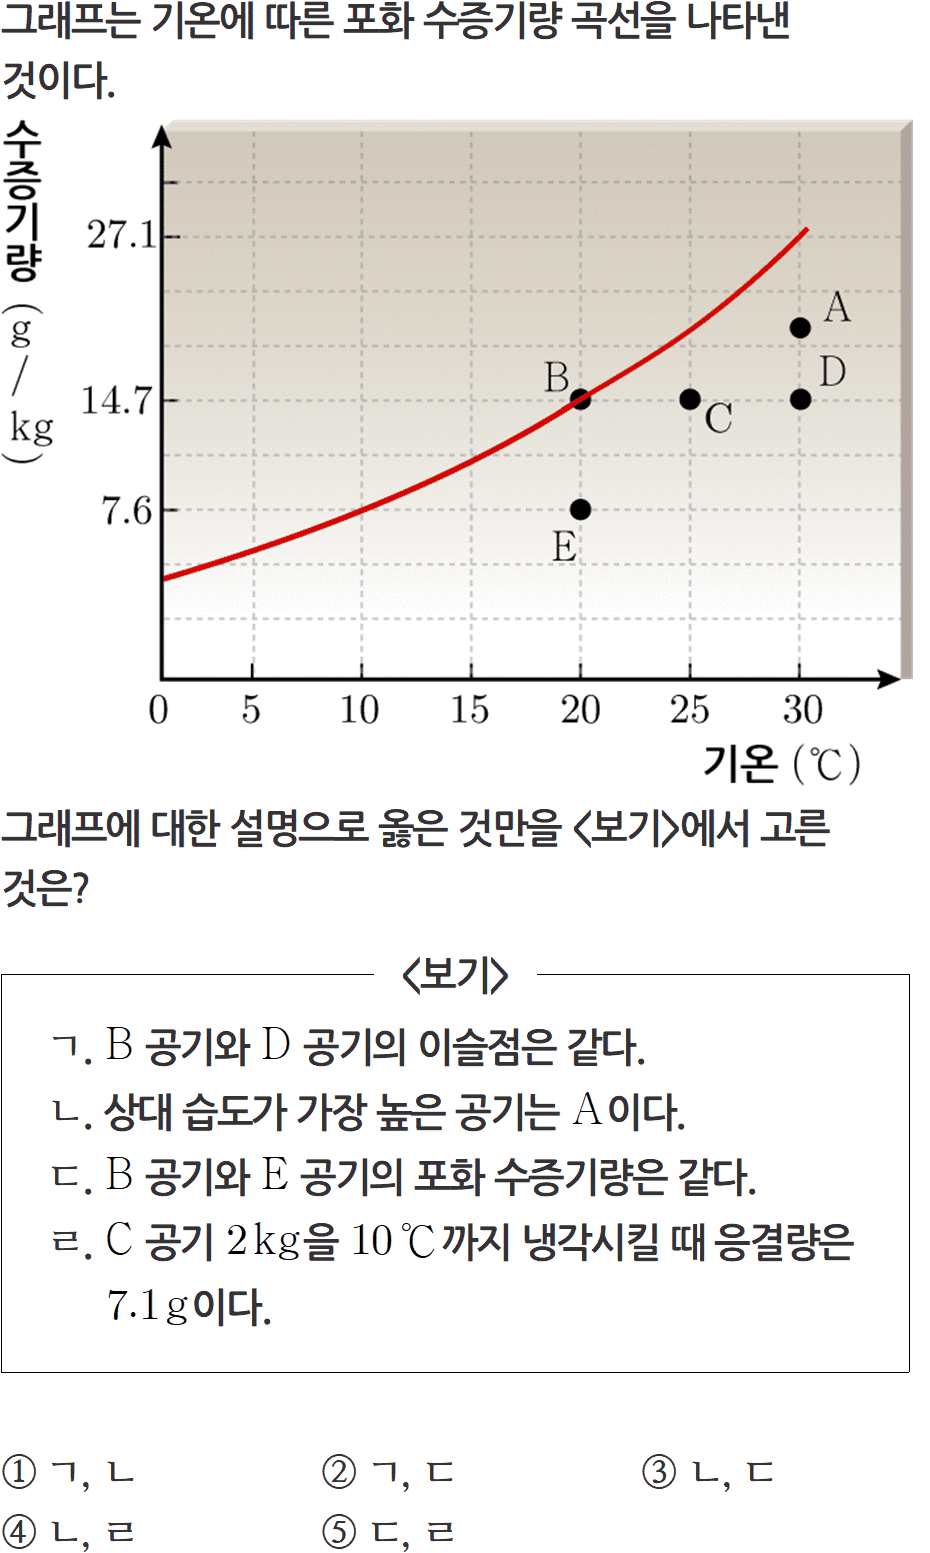 그래프는 기온에 따른 포화 수증기량 곡선을 나타낸
것이다.
수증기량 (g/kg)
27.1
14.7
7.6
A
B
C
D
E
0 5 10 15 20 25 30
기온 (℃)
그래프에 대한 설명으로 옳은 것만을 <보기>에서 고른
것은?
<보기>
ㄱ. B 공기와 D 공기의 이슬점은 같다.
ㄴ. 상대 습도가 가장 높은 공기는 A이다.
ㄷ. B 공기와 E 공기의 포화 수증기량은 같다.
ㄹ. C 공기 2kg을 10℃까지 냉각시킬 때 응결량은
7.1g이다.
① ㄱ, ㄴ ② ㄱ, ㄷ ③ ㄴ, ㄷ
④ ㄴ, ㄹ ⑤ ㄷ, ㄹ